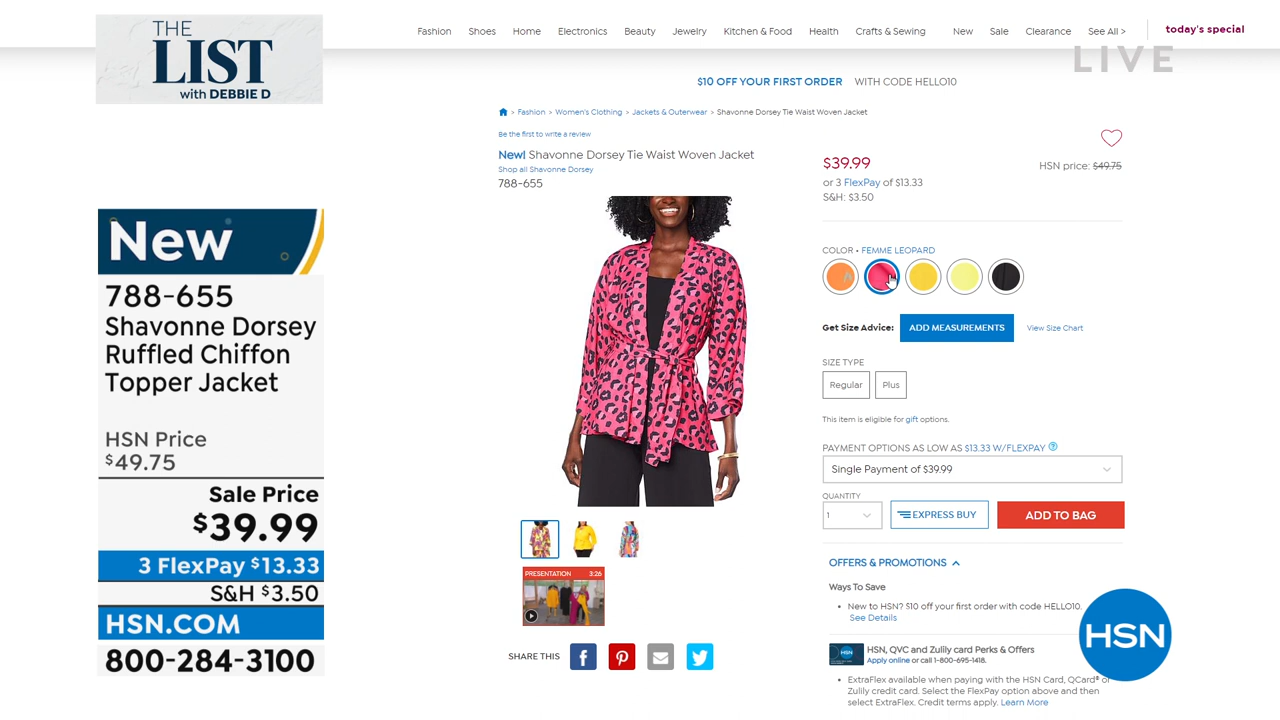 THE
LIST
with DEBBIE D
Fashion Shoes Home Electronics Beauty Jewelry Kitchen & Food Health Crafts & Sewing New Sale Clearance See All > today's special
LIVE
$10 OFF YOUR FIRST ORDER WITH CODE HELLO10
> Fashion > Women's Clothing > Jackets & Outerwear > Shavonne Dorsey Tie Waist Woven Jacket
Be the first to write a review
New! Shavonne Dorsey Tie Waist Woven Jacket
Shop all Shavonne Dorsey
788-655
$39.99
HSN price: $49.75
or 3 FlexPay of $13.33
S&H: $3.50
COLOR • FEMME LEOPARD
Get Size Advice: ADD MEASUREMENTS View Size Chart
SIZE TYPE
Regular Plus
This item is eligible for gift options.
PAYMENT OPTIONS AS LOW AS $13.33 W/FLEXPAY ?
Single Payment of $39.99
QUANTITY
1 EXPRESS BUY ADD TO BAG
OFFERS & PROMOTIONS
Ways To Save
• New to HSN? $10 off your first order with code HELLO10.
See Details
HSN, QVC and Zulily card Perks & Offers
Apply online or call 1-800-695-1418.
• ExtraFlex available when paying with the HSN Card, QCard® or
Zulily credit card. Select the FlexPay option above and then
select ExtraFlex. Credit terms apply. Learn More
PRESENTATION 3:26
SHARE THIS
New
788-655
Shavonne Dorsey
Ruffled Chiffon
Topper Jacket
HSN Price
$49.75
Sale Price
$39.99
3 FlexPay $13.33
S&H $3.50
HSN.COM
800-284-3100
HSN